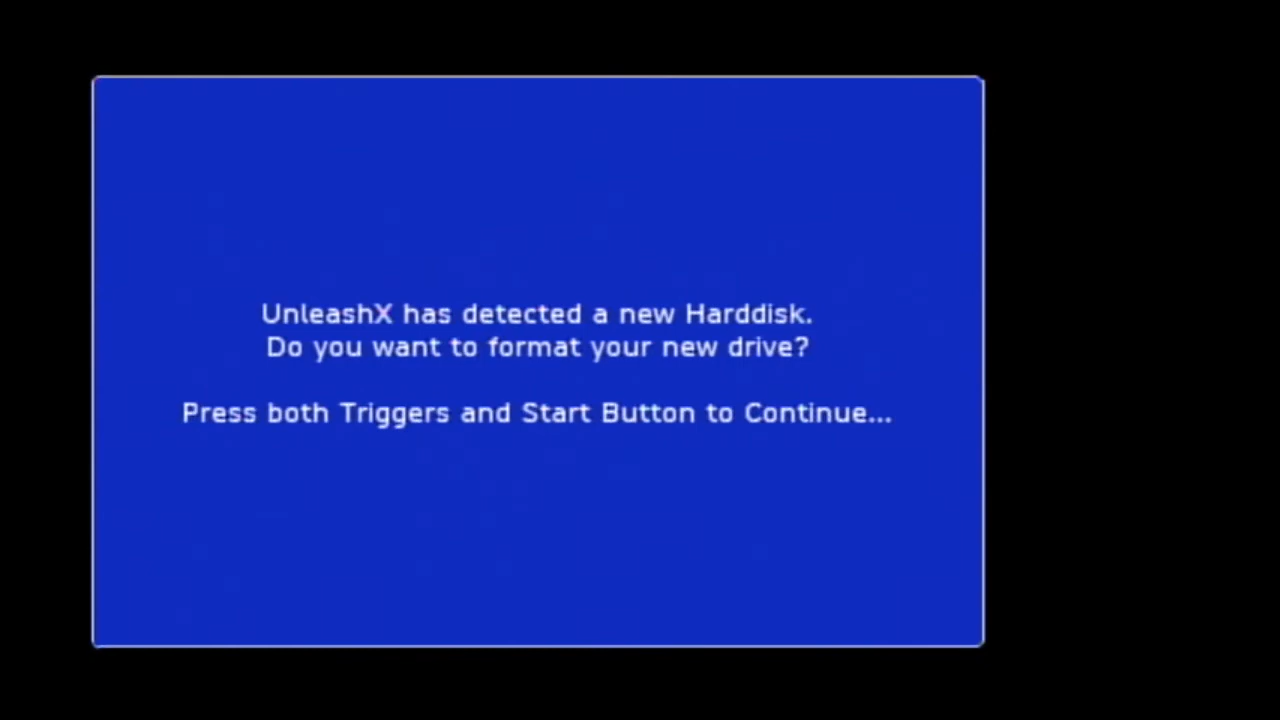 UnleashX has detected a new Harddisk.
Do you want to format your new drive?
Press both Triggers and Start Button to Continue...